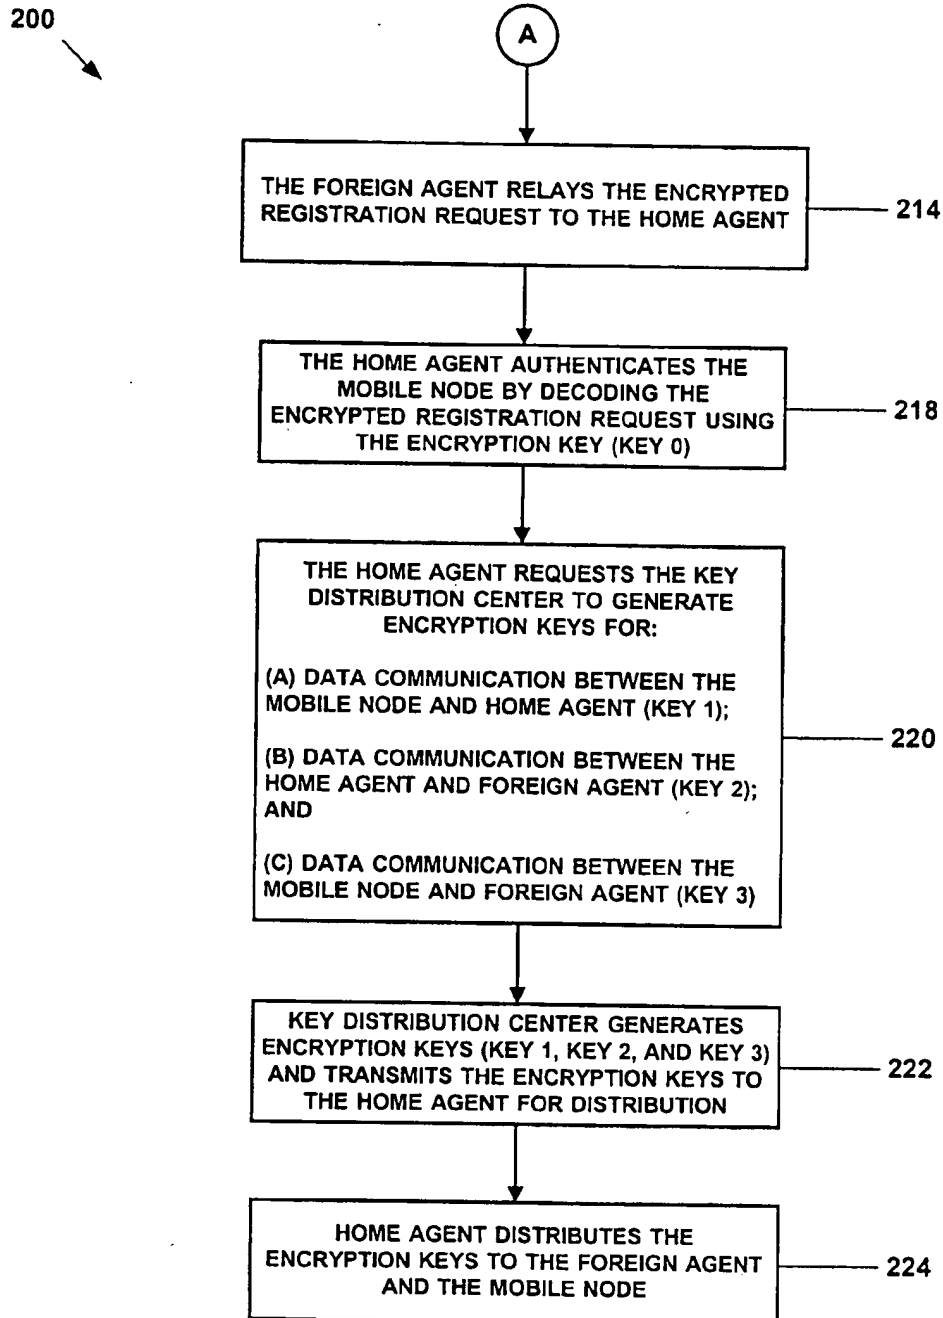 200
A
THE FOREIGN AGENT RELAYS THE ENCRYPTED
REGISTRATION REQUEST TO THE HOME AGENT
214
THE HOME AGENT AUTHENTICATES THE
MOBILE NODE BY DECODING THE
ENCRYPTED REGISTRATION REQUEST USING
THE ENCRYPTION KEY (KEY 0)
218
THE HOME AGENT REQUESTS THE KEY
DISTRIBUTION CENTER TO GENERATE
ENCRYPTION KEYS FOR:
(A) DATA COMMUNICATION BETWEEN THE
MOBILE NODE AND HOME AGENT (KEY 1);
(B) DATA COMMUNICATION BETWEEN THE
HOME AGENT AND FOREIGN AGENT (KEY 2);
AND
(C) DATA COMMUNICATION BETWEEN THE
MOBILE NODE AND FOREIGN AGENT (KEY 3)
220
KEY DISTRIBUTION CENTER GENERATES
ENCRYPTION KEYS (KEY 1, KEY 2, AND KEY 3)
AND TRANSMITS THE ENCRYPTION KEYS TO
THE HOME AGENT FOR DISTRIBUTION
222
HOME AGENT DISTRIBUTES THE
ENCRYPTION KEYS TO THE FOREIGN AGENT
AND THE MOBILE NODE
224